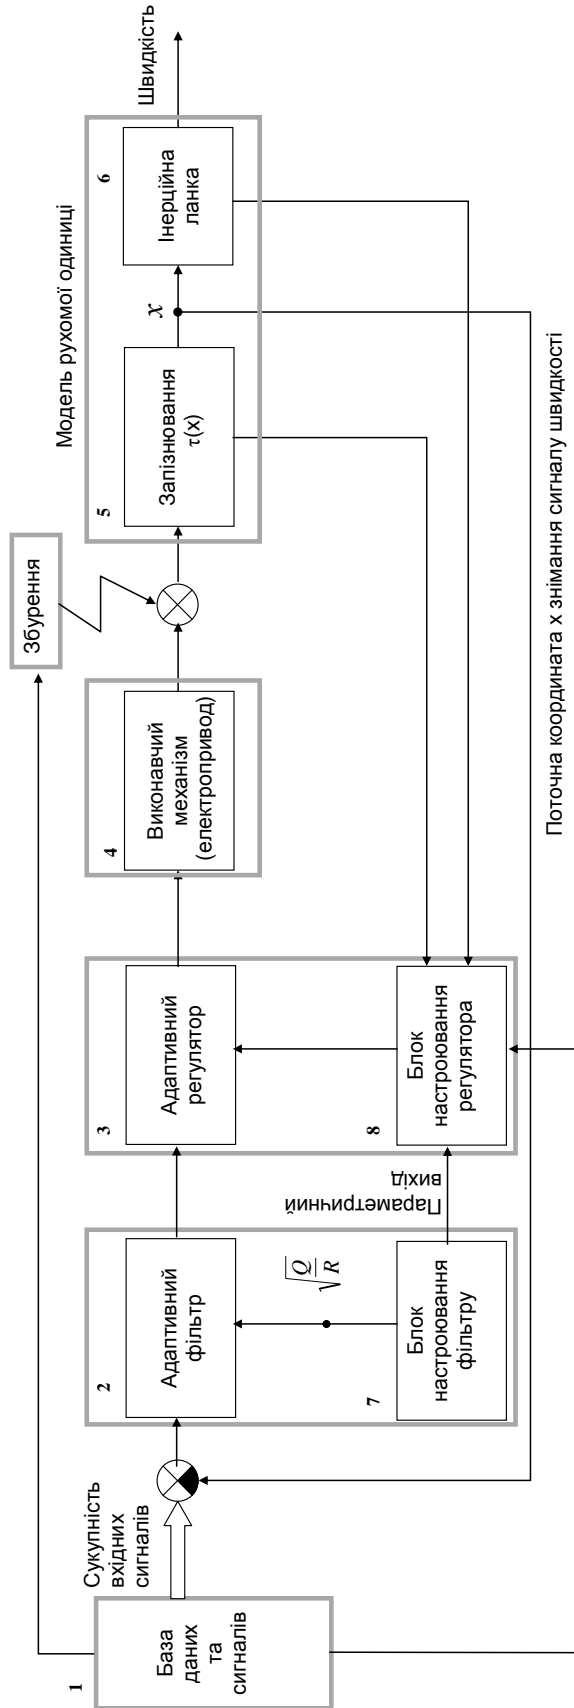 1
База
даних
та
сигналів
Сукупність
вхідних
сигналів
2
Адаптивний
фільтр
√Q/R
7
Блок
настроювання
фільтру
Параметричний
вихід
3
Адаптивний
регулятор
8
Блок
настроювання
регулятора
4
Виконавчий
механізм
(електропривод)
Збурення
Модель рухомої одиниці
5
Запізнювання
τ(x)
x
6
Інерційна
ланка
Швидкість
Поточна координата x знімання сигналу швидкості